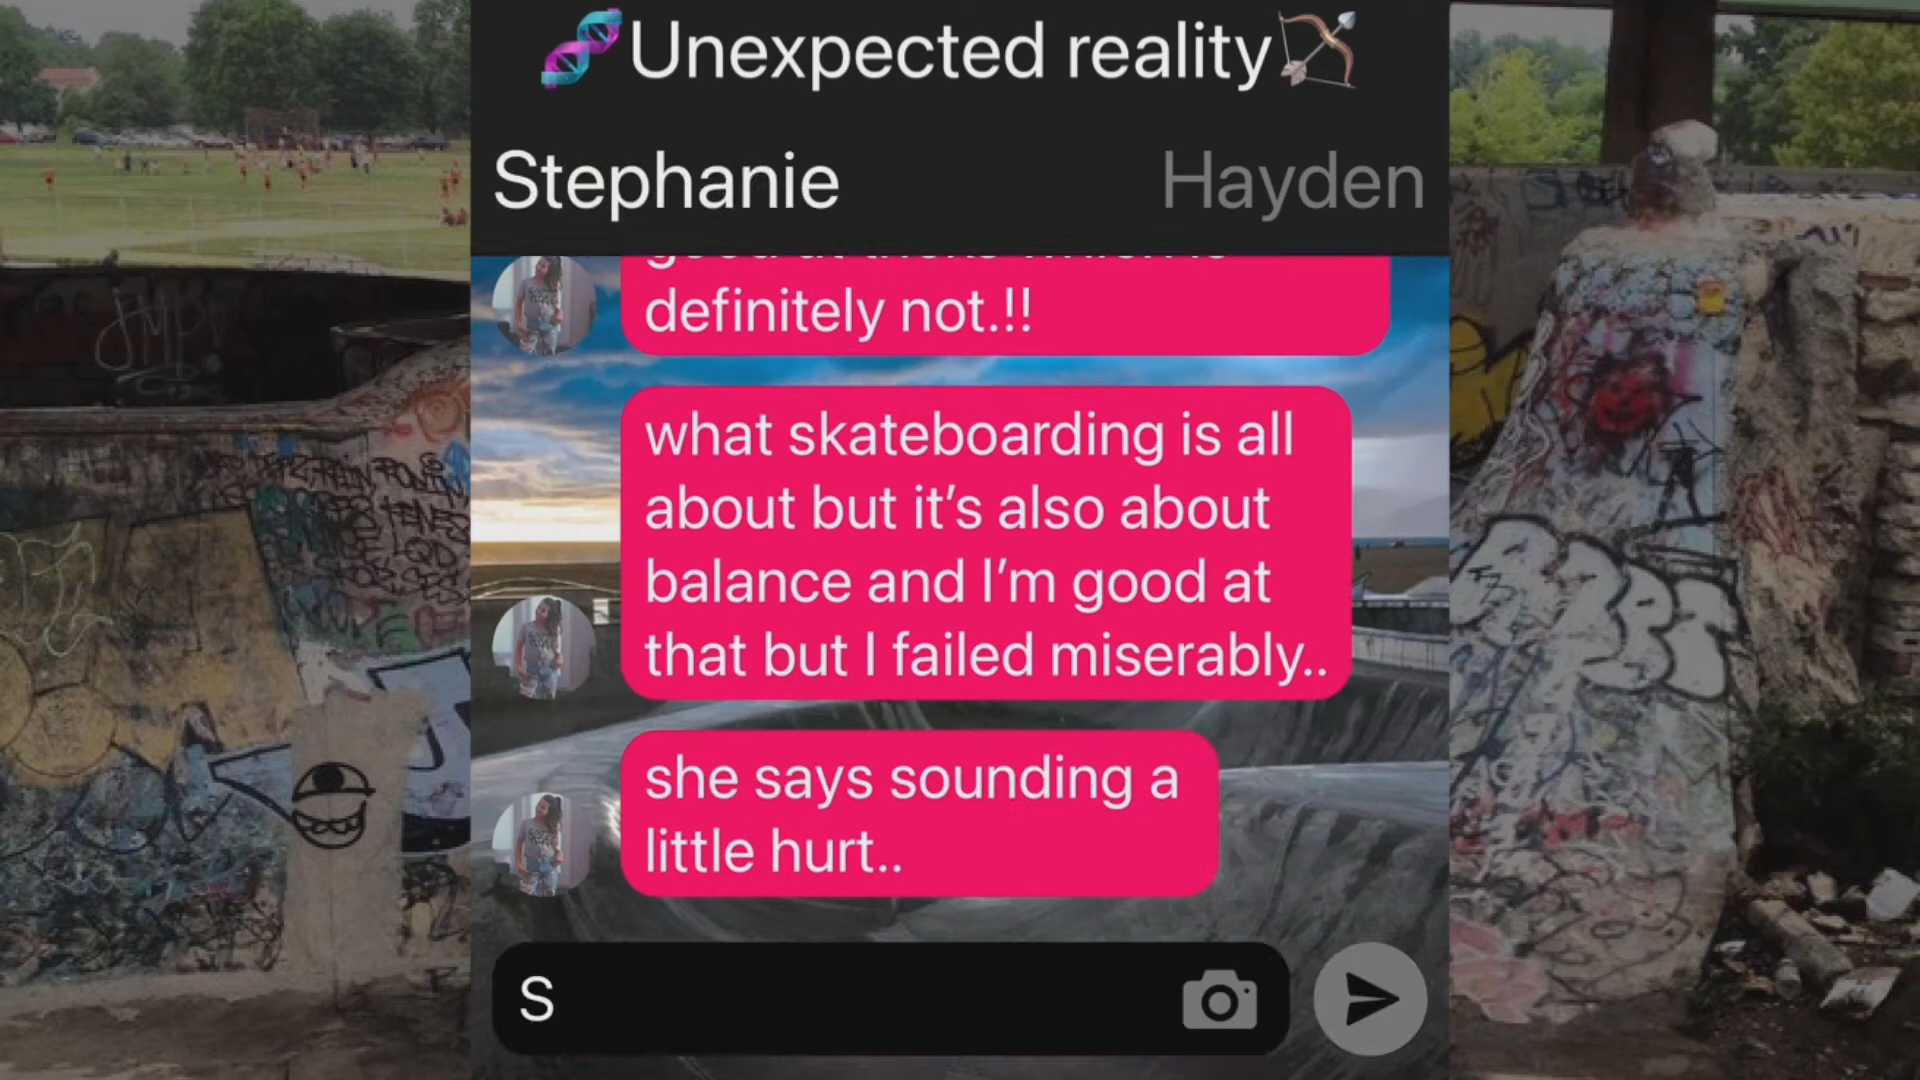 🧬Unexpected reality🏹
Stephanie
Hayden
definitely not.!!
what skateboarding is all
about but it's also about
balance and I'm good at
that but I failed miserably..
she says sounding a
little hurt..
S